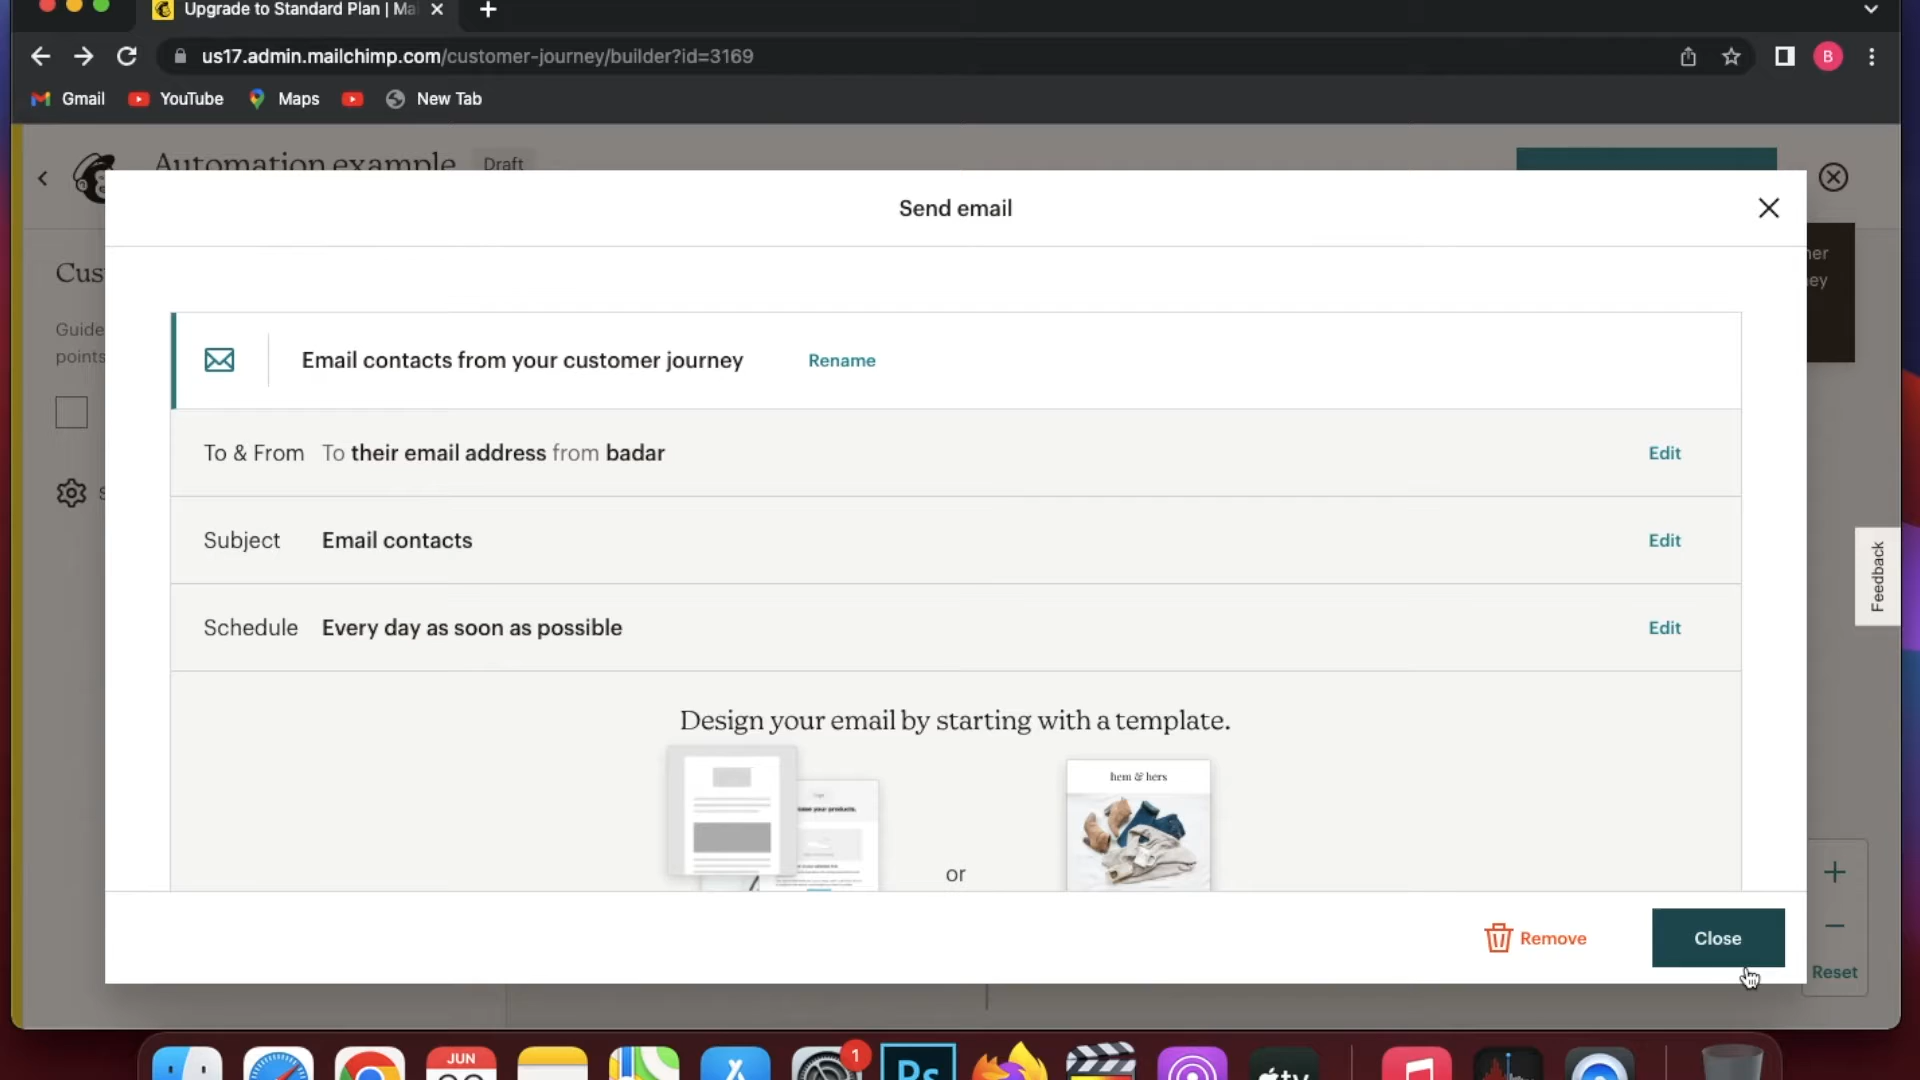 Upgrade to Standard Plan | Ma
us17.admin.mailchimp.com/customer-journey/builder?id=3169
B
Gmail
YouTube
Maps
New Tab
Automation example
Draft
Send email
Cus
Guide
points
Email contacts from your customer journey
Rename
To & From
To their email address from badar
Edit
Subject
Email contacts
Edit
Schedule
Every day as soon as possible
Edit
Feedback
Design your email by starting with a template.
hem & hers
or
Remove
Close
Reset
JUN
1
Ps
tv